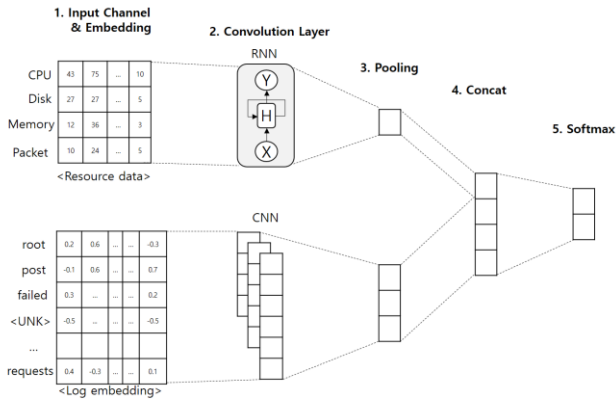 1. Input Channel
& Embedding
2. Convolution Layer
3. Pooling
4. Concat
5. Softmax
RNN
CPU 43 75 ... 10
Disk 27 27 ... 5
Memory 12 36 ... 3
Packet 10 24 ... 5
<Resource data>
Y
H
X
CNN
root 0.2 0.6 ... ... -0.3
post -0.1 0.6 ... ... 0.7
failed 0.3 ... ... ... 0.2
<UNK> -0.5 ... ... ... -0.5
... ... ...
requests 0.4 -0.3 ... ... 0.1
<Log embedding>